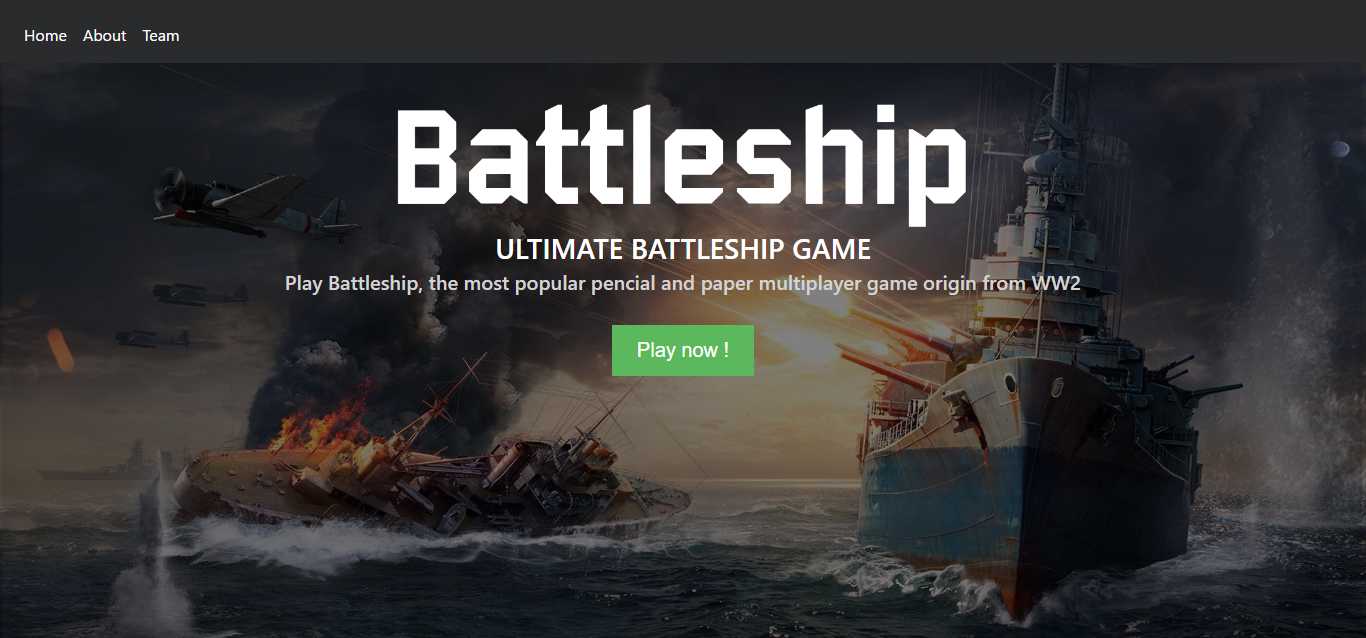 Home About Team
Battleship
ULTIMATE BATTLESHIP GAME
Play Battleship, the most popular pencial and paper multiplayer game origin from WW2
Play now !